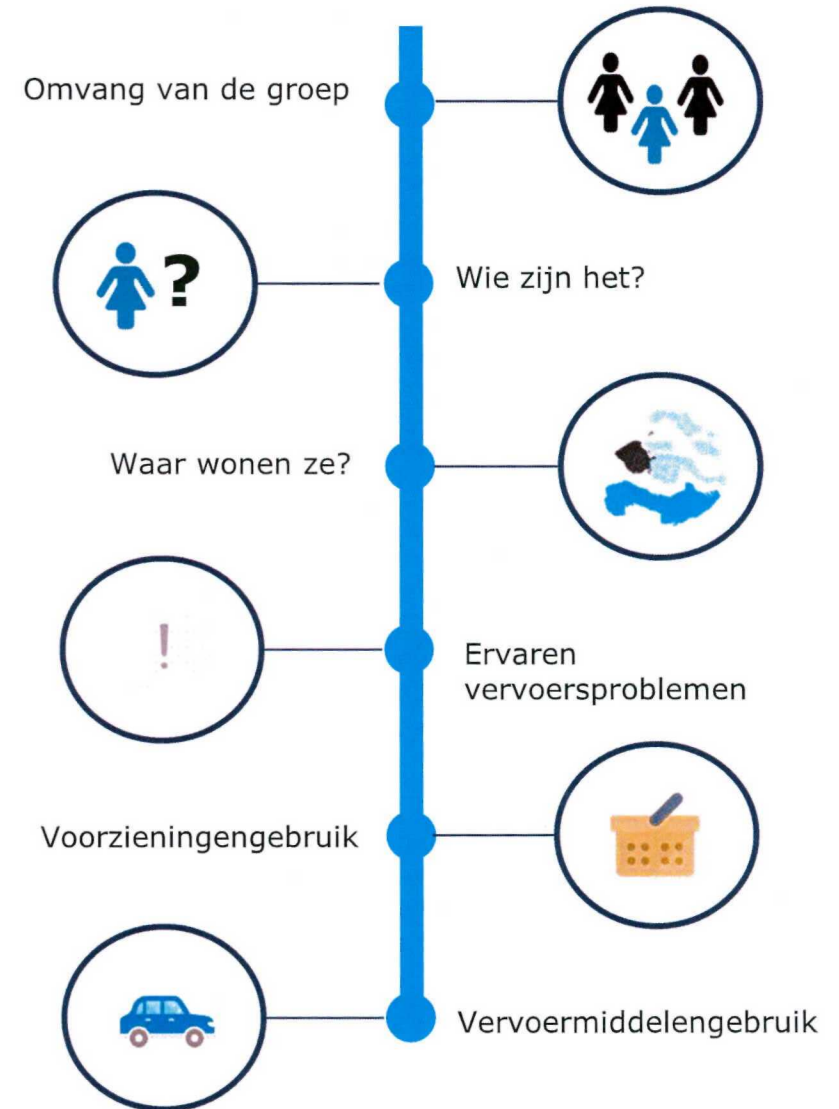 Omvang van de groep
?
Wie zijn het?
Waar wonen ze?
!
Ervaren
vervoersproblemen
Voorzieningengebruik
Vervoermiddelengebruik